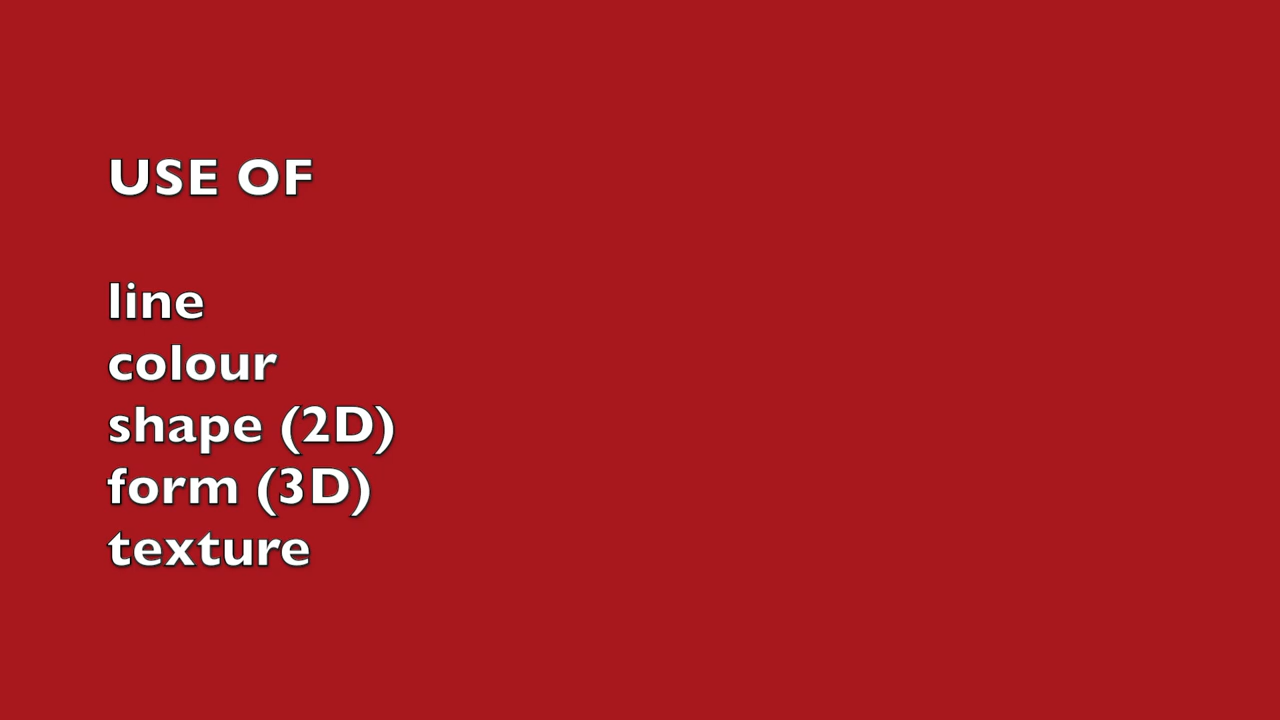 USE OF
line
colour
shape (2D)
form (3D)
texture